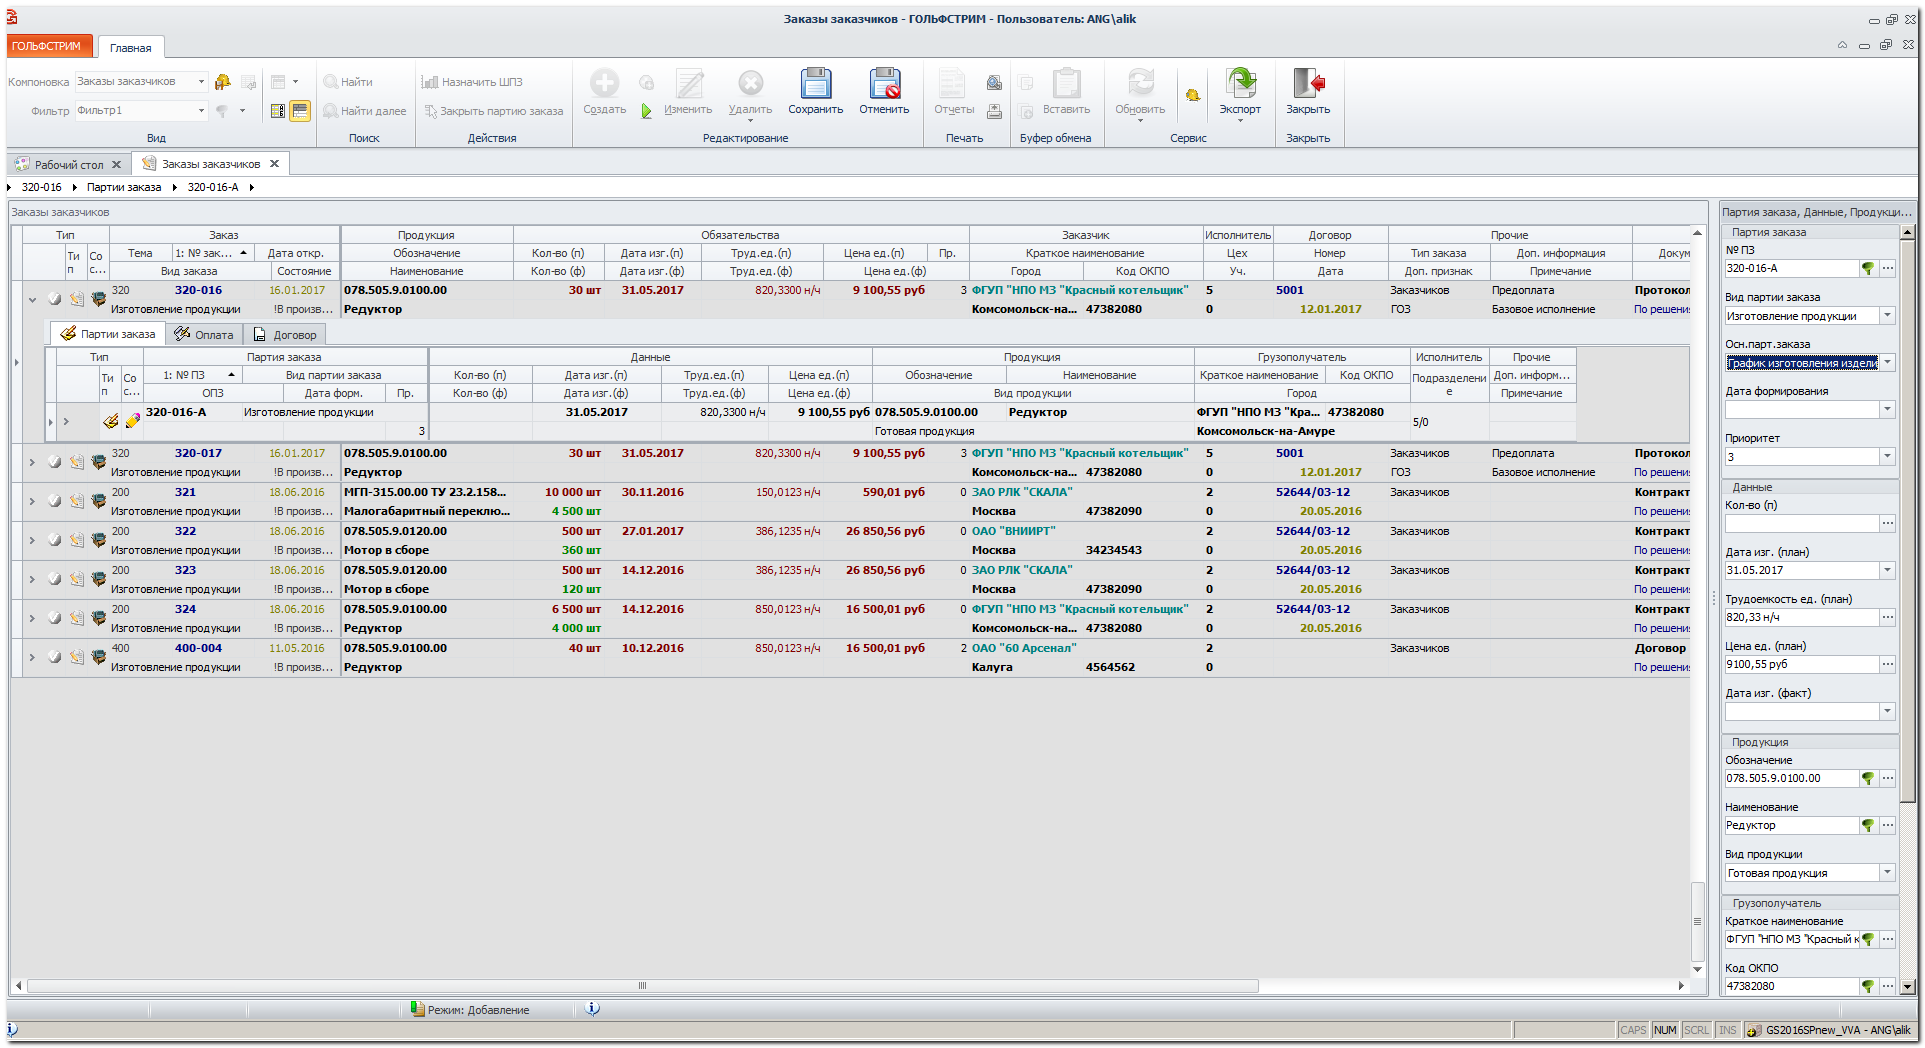 Заказы заказчиков - ГОЛЬФСТРИМ - Пользователь: ANG\alik
ГОЛЬФСТРИМ Главная
Компоновка Заказы заказчиков Найти Назначить ШПЗ Создать Изменить Удалить Сохранить Отменить Отчеты Вставить Обновить Экспорт Закрыть
Фильтр Фильтр1 Найти далее Закрыть партию заказа
Вид Поиск Действия Редактирование Печать Буфер обмена Сервис Закрыть
Рабочий стол Заказы заказчиков
320-016 Партии заказа 320-016-А
Заказы заказчиков
Тип Заказ Продукция Обязательства Заказчик Исполнитель Договор Прочие
Ти п Со с... Тема 1: № зак... Дата откр. Обозначение Кол-во (п) Дата изг.(п) Труд.ед.(п) Цена ед.(п) Пр. Краткое наименование Цех Номер Тип заказа Доп. информация Докум
Вид заказа Состояние Наименование Кол-во (ф) Дата изг.(ф) Труд.ед.(ф) Цена ед.(ф) Город Код ОКПО Уч. Дата Доп. признак Примечание
320 320-016 16.01.2017 078.505.9.0100.00 30 шт 31.05.2017 820,3300 н/ч 9 100,55 руб 3 ФГУП "НПО МЗ "Красный котельщик" 5 5001 Заказчиков Предоплата Протокол
Изготовление продукции !В произв... Редуктор Комсомольск-на... 47382080 0 12.01.2017 ГОЗ Базовое исполнение По решени
Партии заказа Оплата Договор
Тип Партия заказа Данные Продукция Грузополучатель Исполнитель Прочие
Ти п Со с... 1: № ПЗ Вид партии заказа Кол-во (п) Дата изг.(п) Труд.ед.(п) Цена ед.(п) Обозначение Наименование Краткое наименование Код ОКПО Подразделени е Доп. информ...
ОПЗ Дата форм. Пр. Кол-во (ф) Дата изг.(ф) Труд.ед.(ф) Цена ед.(ф) Вид продукции Город Примечание
320-016-А Изготовление продукции 31.05.2017 820,3300 н/ч 9 100,55 руб 078.505.9.0100.00 Редуктор ФГУП "НПО МЗ "Кра... 47382080 5/0
3 Готовая продукция Комсомольск-на-Амуре
320 320-017 16.01.2017 078.505.9.0100.00 30 шт 31.05.2017 820,3300 н/ч 9 100,55 руб 3 ФГУП "НПО МЗ "Красный котельщик" 5 5001 Заказчиков Предоплата Протокол
Изготовление продукции !В произв... Редуктор Комсомольск-на... 47382080 0 12.01.2017 ГОЗ Базовое исполнение По решени
200 321 18.06.2016 МГП-315.00.00 ТУ 23.2.158... 10 000 шт 30.11.2016 150,0123 н/ч 590,01 руб 0 ЗАО РЛК "СКАЛА" 2 52644/03-12 Заказчиков Контракт
Изготовление продукции !В произв... Малогабаритный переклю... 4 500 шт Москва 47382090 0 20.05.2016 По решени
200 322 18.06.2016 078.505.9.0120.00 500 шт 27.01.2017 386,1235 н/ч 26 850,56 руб 0 ОАО "ВНИИРТ" 2 52644/03-12 Заказчиков Контракт
Изготовление продукции !В произв... Мотор в сборе 360 шт Москва 34234543 0 20.05.2016 По решени
200 323 18.06.2016 078.505.9.0120.00 500 шт 14.12.2016 386,1235 н/ч 26 850,56 руб 0 ЗАО РЛК "СКАЛА" 2 52644/03-12 Заказчиков Контракт
Изготовление продукции !В произв... Мотор в сборе 120 шт Москва 47382090 0 20.05.2016 По решени
200 324 18.06.2016 078.505.9.0100.00 6 500 шт 14.12.2016 850,0123 н/ч 16 500,01 руб 0 ФГУП "НПО МЗ "Красный котельщик" 2 52644/03-12 Заказчиков Контракт
Изготовление продукции !В произв... Редуктор 4 000 шт Комсомольск-на... 47382080 0 20.05.2016 По решени
400 400-004 11.05.2016 078.505.9.0100.00 40 шт 10.12.2016 850,0123 н/ч 16 500,01 руб 2 ОАО "60 Арсенал" 2 Заказчиков Договор
Изготовление продукции !В произв... Редуктор Калуга 4564562 0 По решени
Партия заказа, Данные, Продукци...
Партия заказа
№ ПЗ
320-016-А
Вид партии заказа
Изготовление продукции
Осн.парт.заказа
График изготовления издели
Дата формирования
Приоритет
3
Данные
Кол-во (п)
Дата изг. (план)
31.05.2017
Трудоемкость ед. (план)
820,33 н/ч
Цена ед. (план)
9100,55 руб
Дата изг. (факт)
Продукция
Обозначение
078.505.9.0100.00
Наименование
Редуктор
Вид продукции
Готовая продукция
Грузополучатель
Краткое наименование
ФГУП "НПО МЗ "Красный к
Код ОКПО
47382080
Режим: Добавление
CAPS NUM SCRL INS GS2016SPnew_VVA - ANG\alik